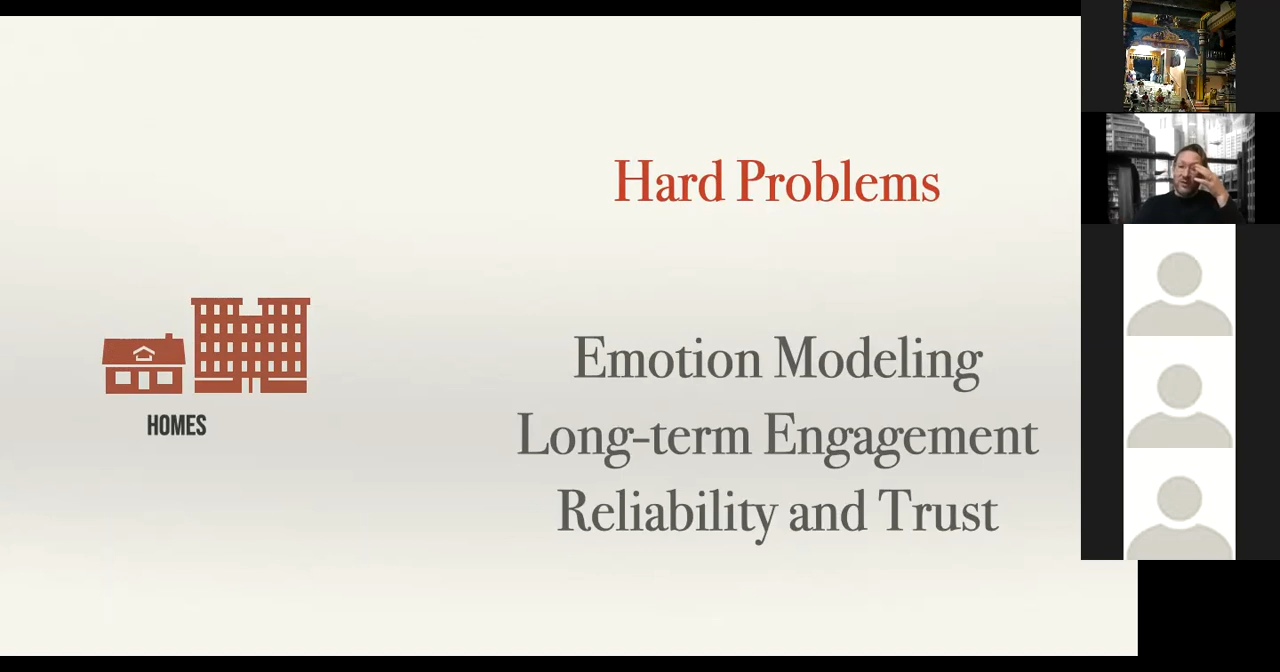 Hard Problems
Emotion Modeling
Long-term Engagement
Reliability and Trust
HOMES